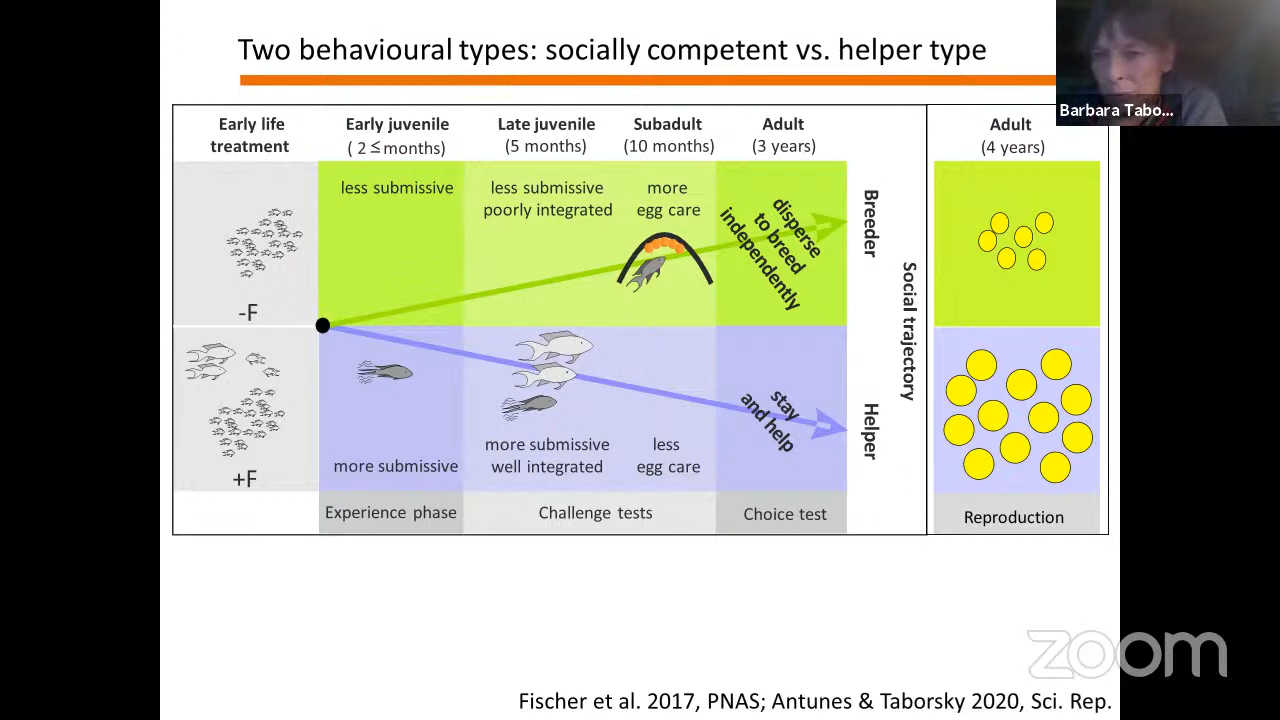 Two behavioural types: socially competent vs. helper type
Barbara Tabo...
Early life
treatment
Early juvenile
( 2 ≤ months)
Late juvenile
(5 months)
Subadult
(10 months)
Adult
(3 years)
Adult
(4 years)
less submissive
less submissive
poorly integrated
more
egg care
disperse
to breed
independently
Breeder
-F
Social trajectory
stay
and help
Helper
more submissive
more submissive
well integrated
less
egg care
+F
Experience phase
Challenge tests
Choice test
Reproduction
zoom
Fischer et al. 2017, PNAS; Antunes & Taborsky 2020, Sci. Rep.